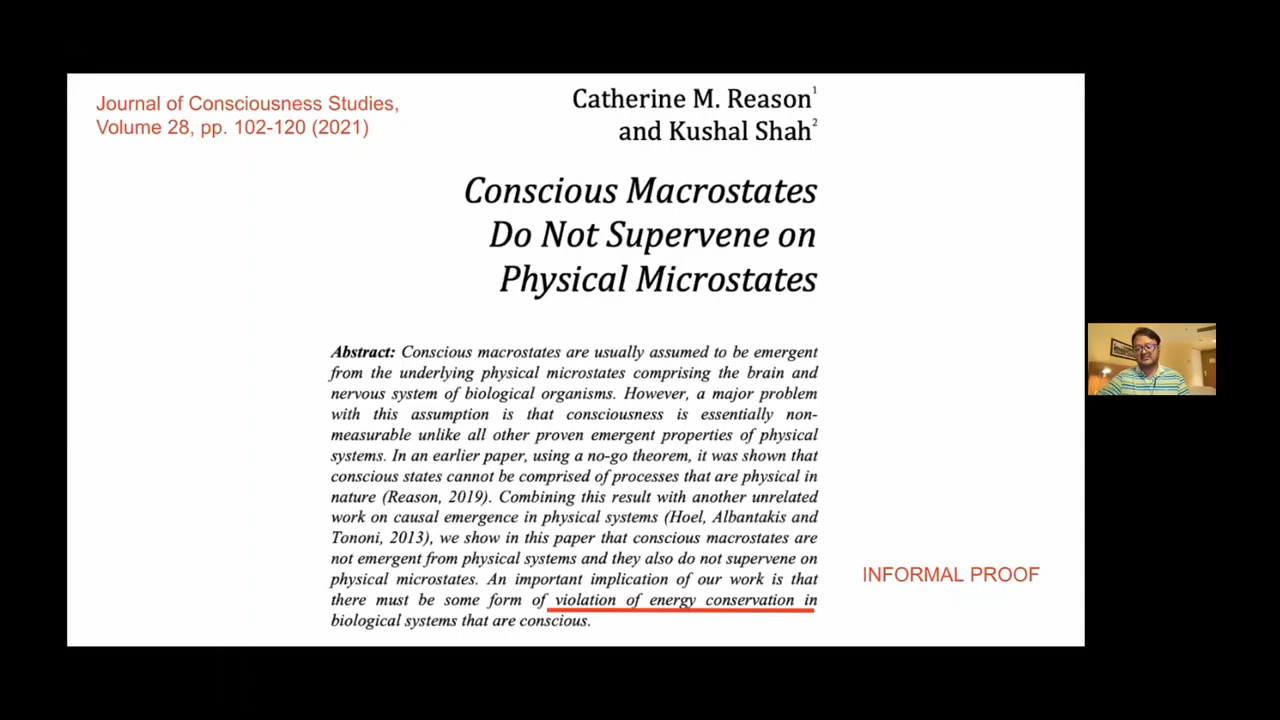 Journal of Consciousness Studies,
Volume 28, pp. 102-120 (2021)
Catherine M. Reason¹
and Kushal Shah²
Conscious Macrostates
Do Not Supervene on
Physical Microstates
Abstract: Conscious macrostates are usually assumed to be emergent
from the underlying physical microstates comprising the brain and
nervous system of biological organisms. However, a major problem
with this assumption is that consciousness is essentially non-
measurable unlike all other proven emergent properties of physical
systems. In an earlier paper, using a no-go theorem, it was shown that
conscious states cannot be comprised of processes that are physical in
nature (Reason, 2019). Combining this result with another unrelated
work on causal emergence in physical systems (Hoel, Albantakis and
Tononi, 2013), we show in this paper that conscious macrostates are
not emergent from physical systems and they also do not supervene on
physical microstates. An important implication of our work is that
there must be some form of violation of energy conservation in
biological systems that are conscious.
INFORMAL PROOF